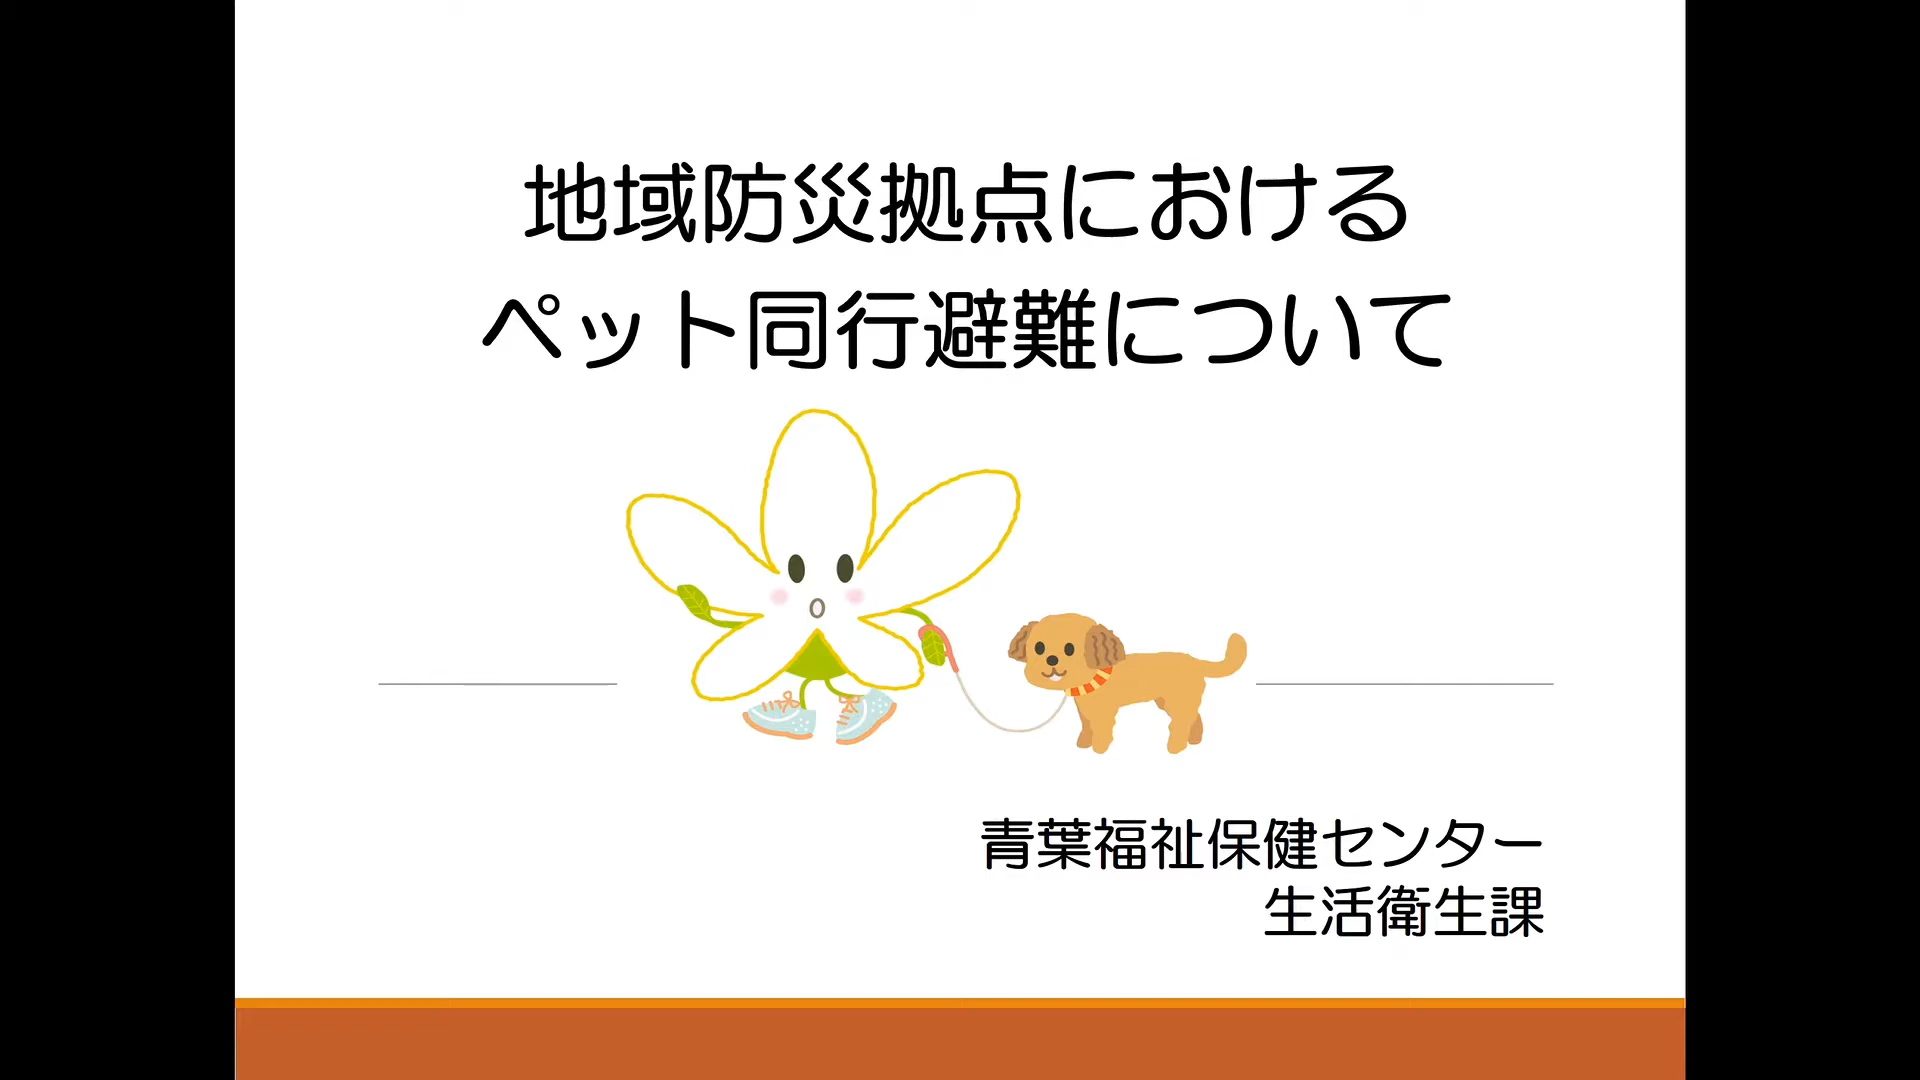 地域防災拠点における
ペット同行避難について
青葉福祉保健センター
生活衛生課